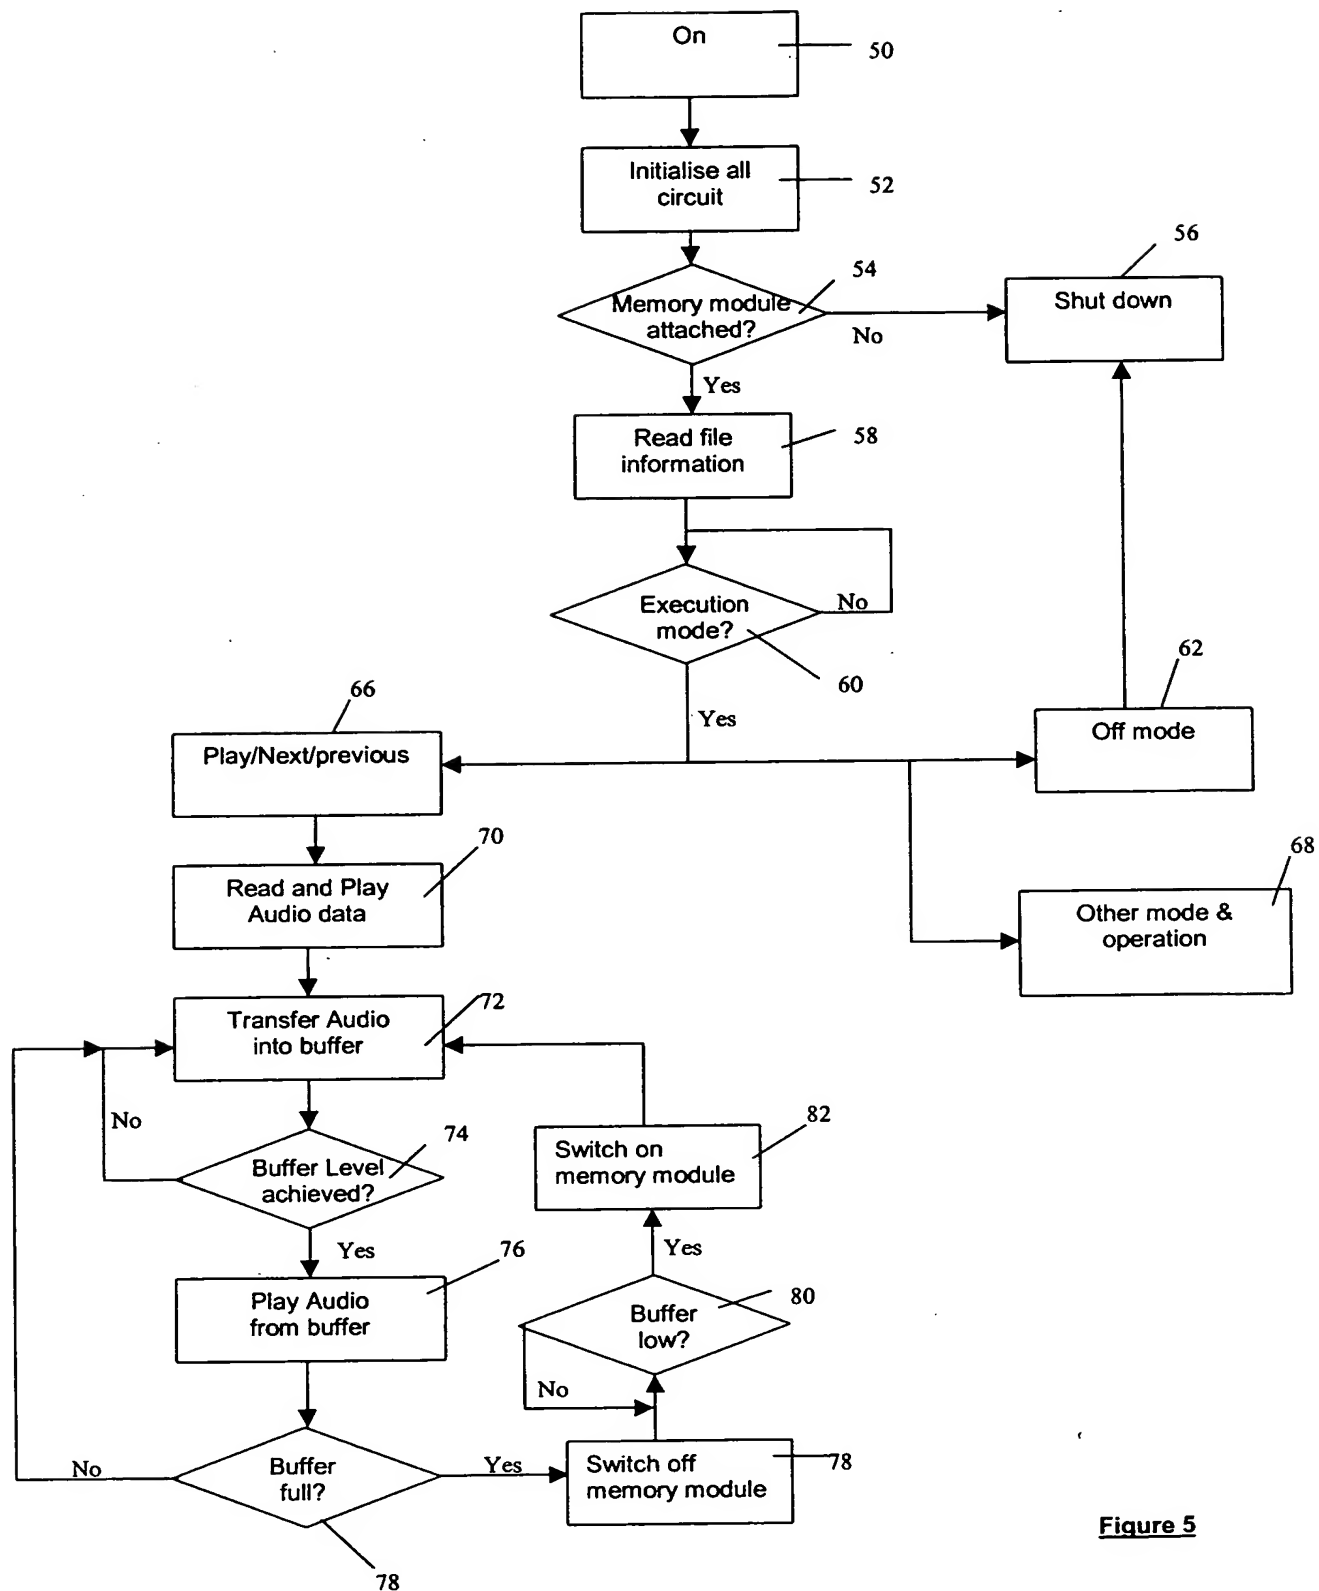 On
50
Initialise all
circuit
52
Memory module
attached?
54
No
56
Shut down
Yes
Read file
information
58
Execution
mode?
No
60
Yes
62
Off mode
66
Play/Next/previous
68
Other mode &
operation
70
Read and Play
Audio data
72
Transfer Audio
into buffer
No
74
Buffer Level
achieved?
Yes
82
Switch on
memory module
Yes
76
Play Audio
from buffer
80
Buffer
low?
No
No
Buffer
full?
Yes
78
Switch off
memory module
78
Figure 5